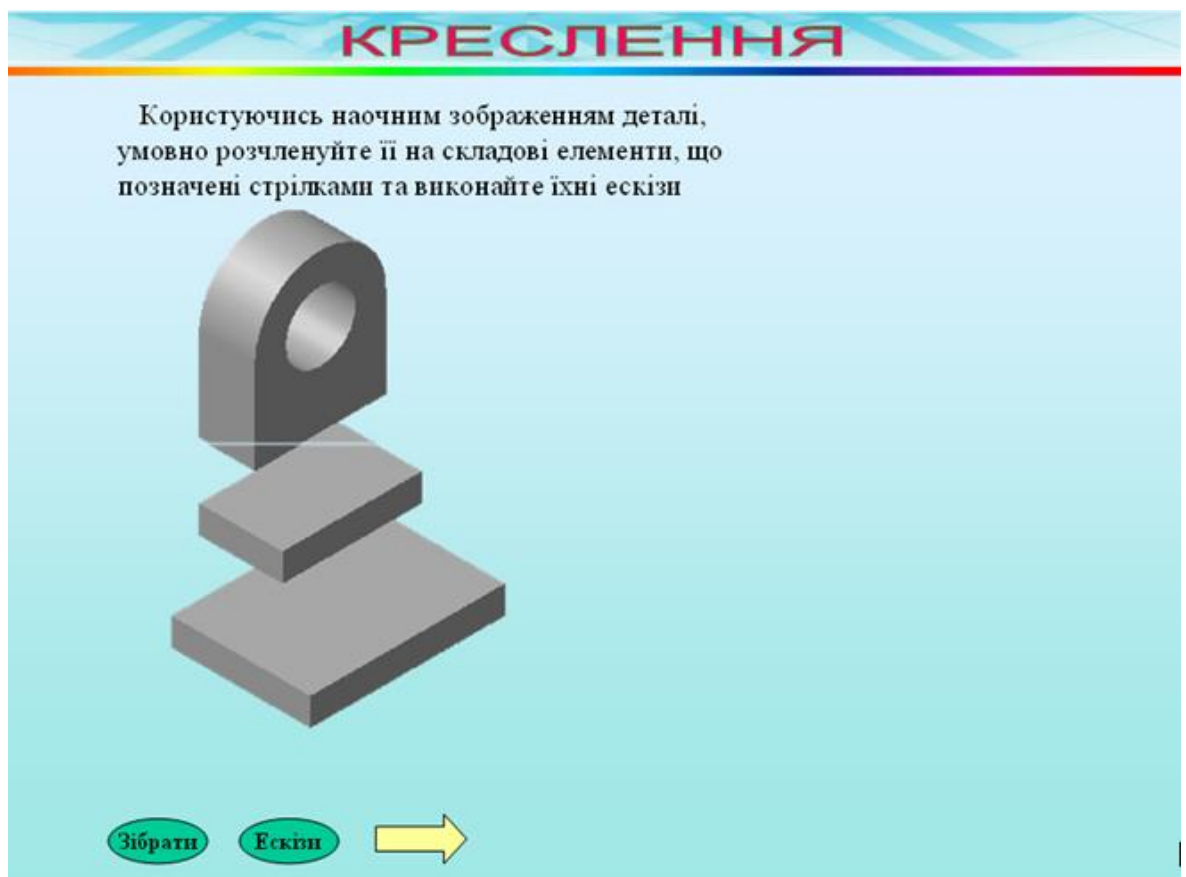 КРЕСЛЕННЯ
Користуючись наочним зображенням деталі,
умовно розчленуйте її на складові елементи, що
позначені стрілками та виконайте їхні ескізи
Зібрати
Ескізи